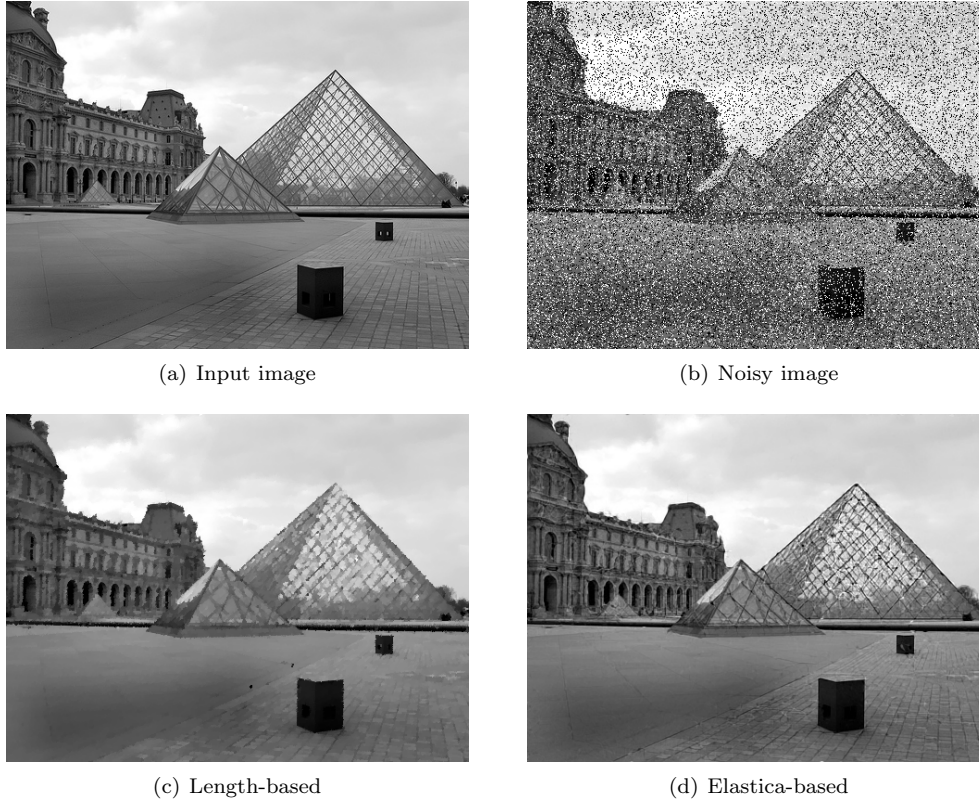 (a) Input image
(b) Noisy image
(c) Length-based
(d) Elastica-based